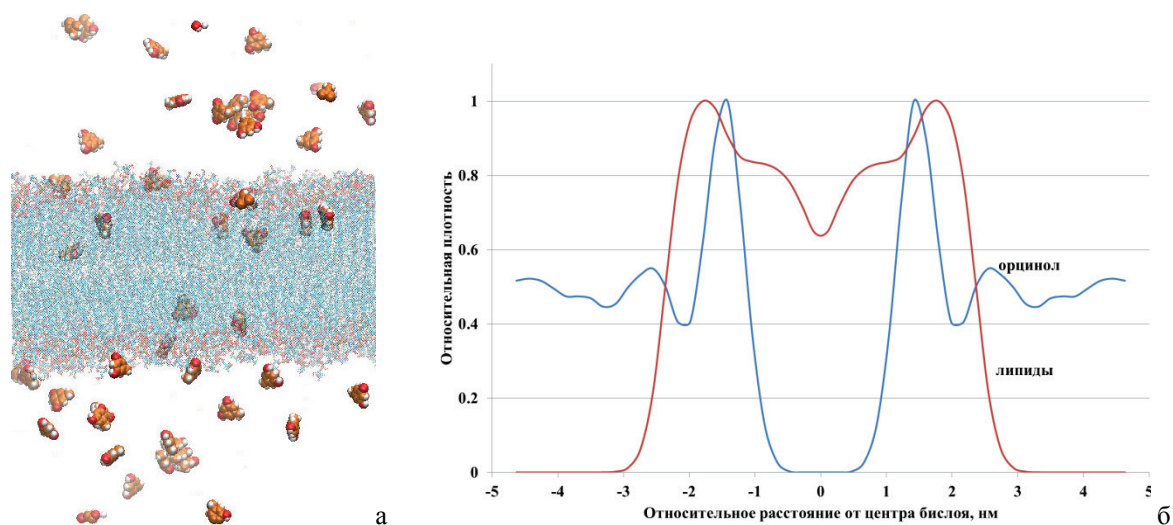 Относительная плотность
1
0.8
0.6
0.4
0.2
0
орцинол
липиды
-5 -4 -3 -2 -1 0 1 2 3 4 5
Относительное расстояние от центра бислоя, нм
а
б